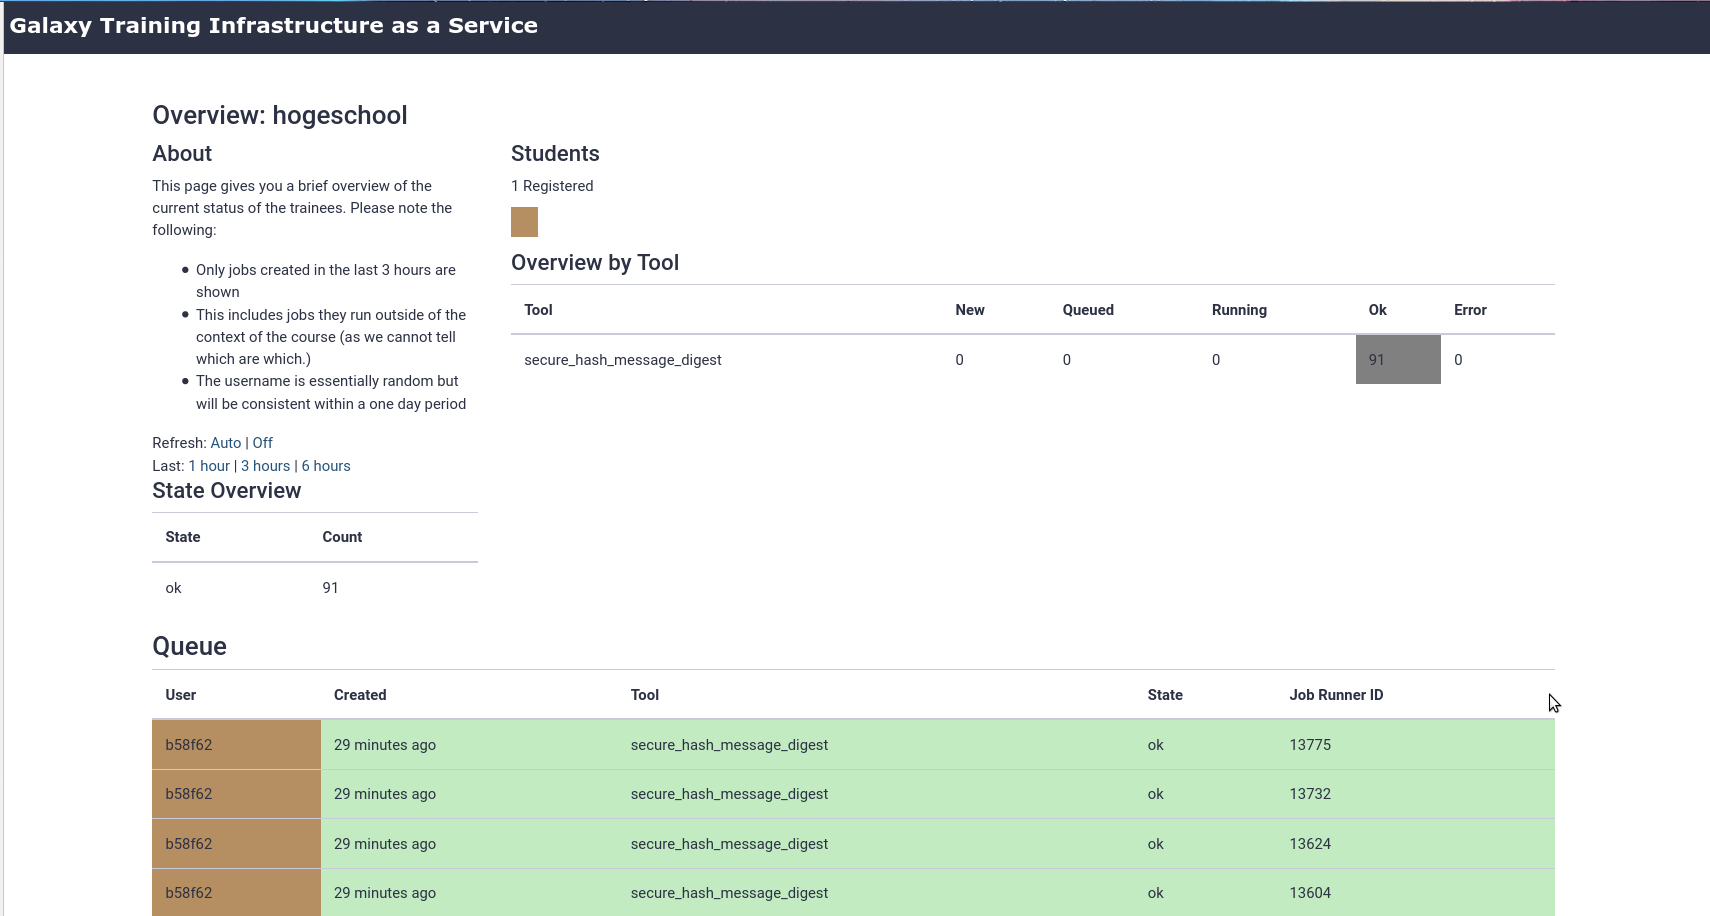 Galaxy Training Infrastructure as a Service
Overview: hogeschool
About
This page gives you a brief overview of the
current status of the trainees. Please note the
following:
• Only jobs created in the last 3 hours are
shown
• This includes jobs they run outside of the
context of the course (as we cannot tell
which are which.)
• The username is essentially random but
will be consistent within a one day period
Refresh: Auto | Off
Last: 1 hour | 3 hours | 6 hours
State Overview
State Count
ok 91
Students
1 Registered
Overview by Tool
Tool New Queued Running Ok Error
secure_hash_message_digest 0 0 0 91 0
Queue
User Created Tool State Job Runner ID
b58f62 29 minutes ago secure_hash_message_digest ok 13775
b58f62 29 minutes ago secure_hash_message_digest ok 13732
b58f62 29 minutes ago secure_hash_message_digest ok 13624
b58f62 29 minutes ago secure_hash_message_digest ok 13604